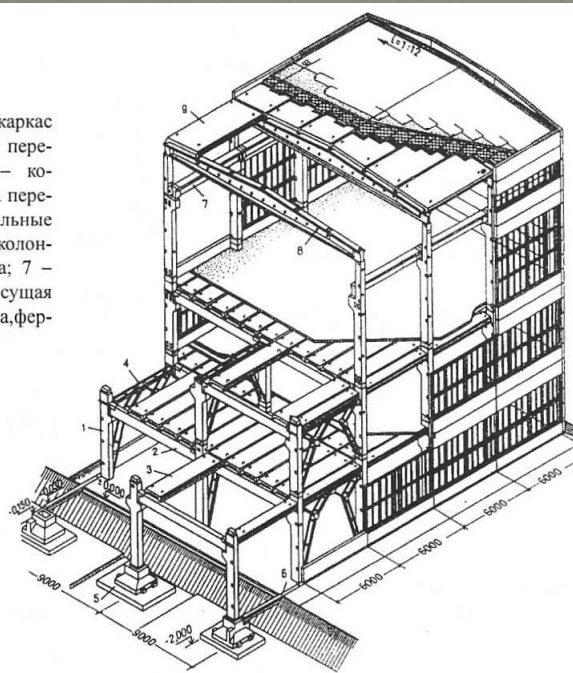 каркас
пере-
– ко-
пере-
альные
колон-
а; 7 –
сущая
а,фер-
i=1:12
9
7
8
4
1
2
3
±0,000
-0,150
9000
5
9000
-2,000
6
6000
6000
6000
6000
6000